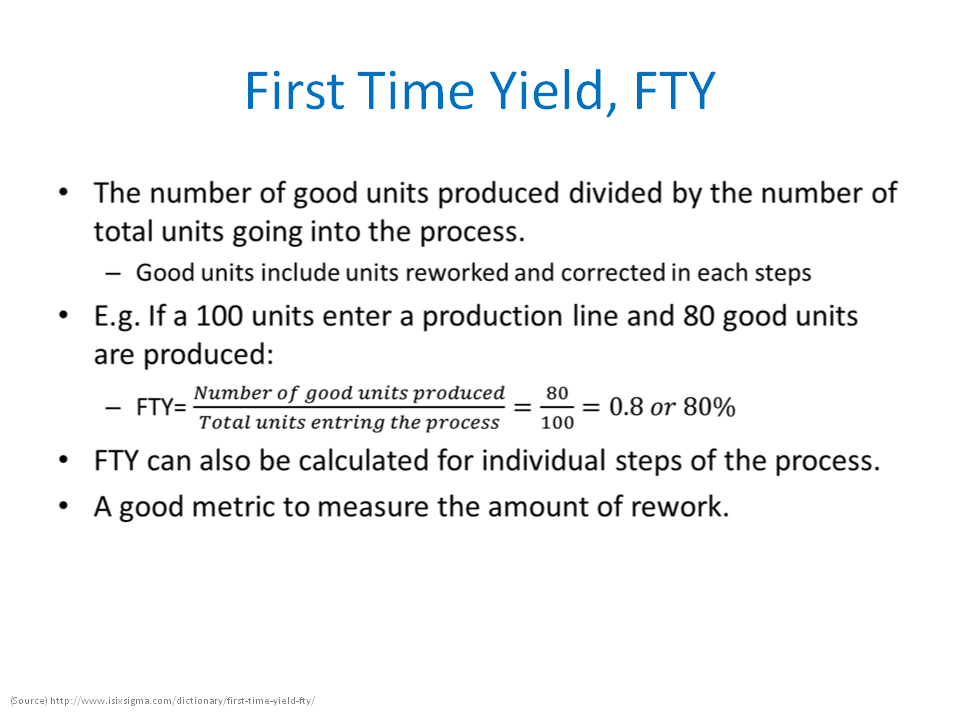 First Time Yield, FTY
• The number of good units produced divided by the number of
total units going into the process.
– Good units include units reworked and corrected in each steps
• E.g. If a 100 units enter a production line and 80 good units
are produced:
– FTY= Number of good units produced / Total units entring the process = 80/100 = 0.8 or 80%
• FTY can also be calculated for individual steps of the process.
• A good metric to measure the amount of rework.
(Source) http://www.isixsigma.com/dictionary/first-time-yield-fty/